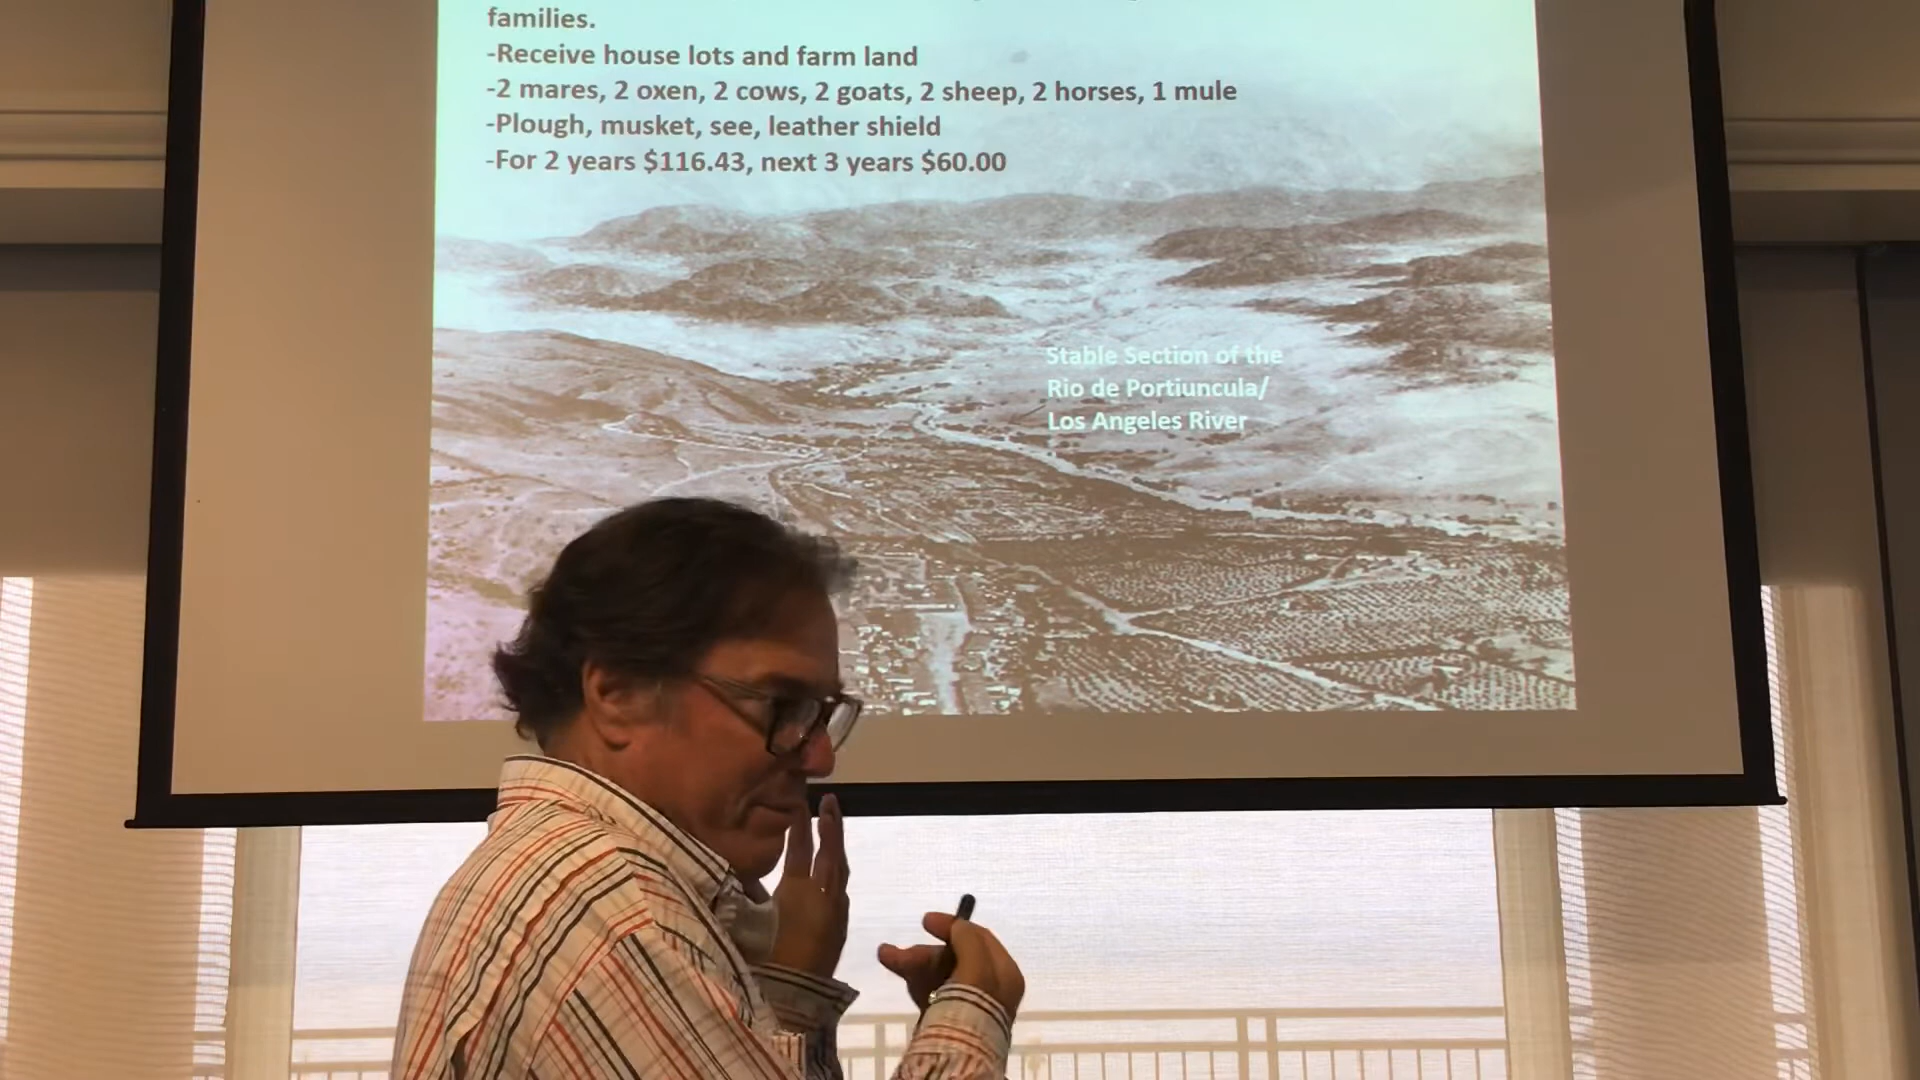 families.
-Receive house lots and farm land
-2 mares, 2 oxen, 2 cows, 2 goats, 2 sheep, 2 horses, 1 mule
-Plough, musket, see, leather shield
-For 2 years $116.43, next 3 years $60.00
Stable Section of the
Rio de Portiuncula/
Los Angeles River